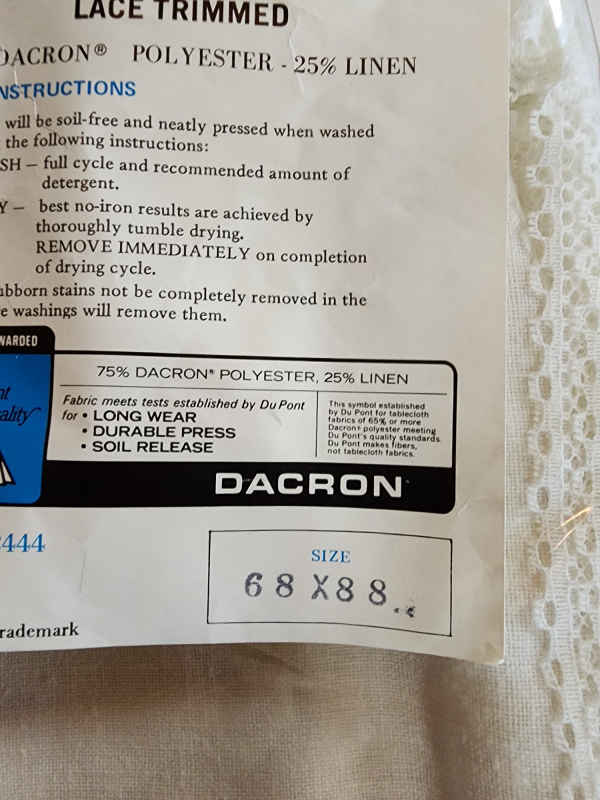 LACE TRIMMED
DACRON® POLYESTER - 25% LINEN
INSTRUCTIONS
will be soil-free and neatly pressed when washed
the following instructions:
SH – full cycle and recommended amount of
detergent.
Y – best no-iron results are achieved by
thoroughly tumble drying.
REMOVE IMMEDIATELY on completion
of drying cycle.
ubborn stains not be completely removed in the
e washings will remove them.
WARDED
nt
ality
75% DACRON® POLYESTER, 25% LINEN
Fabric meets tests established by Du Pont
for • LONG WEAR
• DURABLE PRESS
• SOIL RELEASE
This symbol established
by Du Pont for tablecloth
fabrics of 65% or more
Dacron® polyester meeting
Du Pont's quality standards.
Du Pont makes fibers,
not tablecloth fabrics.
DACRON®
444
SIZE
68X88
rademark